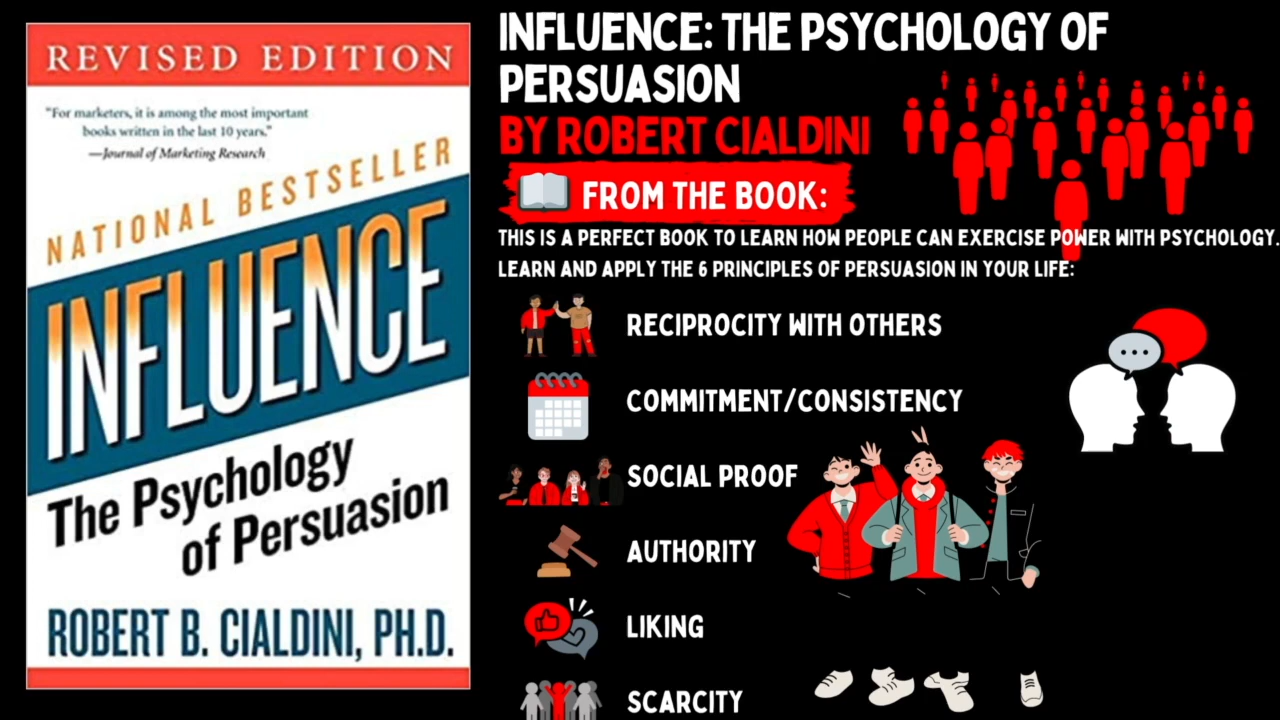 REVISED EDITION
"For marketers, it is among the most important
books written in the last 10 years."
—Journal of Marketing Research
NATIONAL BESTSELLER
INFLUENCE
The Psychology
of Persuasion
ROBERT B. CIALDINI, PH.D.
INFLUENCE: THE PSYCHOLOGY OF
PERSUASION
BY ROBERT CIALDINI
FROM THE BOOK:
THIS IS A PERFECT BOOK TO LEARN HOW PEOPLE CAN EXERCISE POWER WITH PSYCHOLOGY.
LEARN AND APPLY THE 6 PRINCIPLES OF PERSUASION IN YOUR LIFE:
RECIPROCITY WITH OTHERS
COMMITMENT/CONSISTENCY
SOCIAL PROOF
AUTHORITY
LIKING
SCARCITY